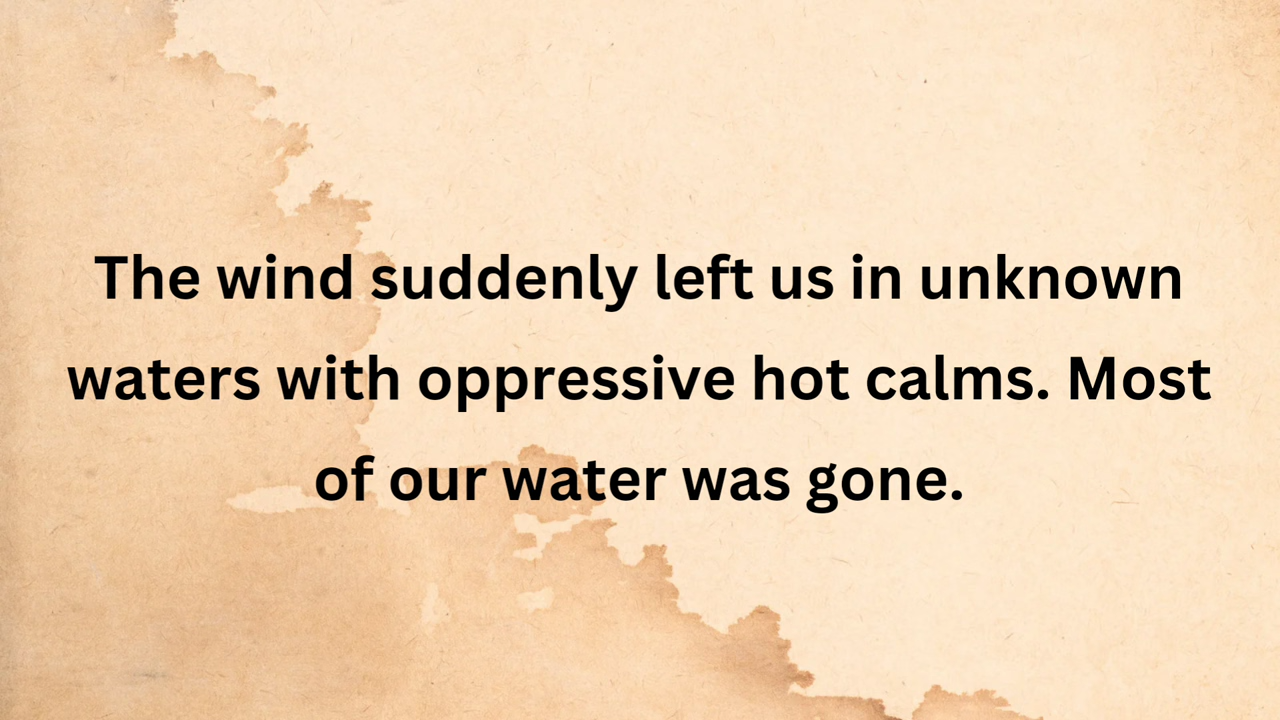 The wind suddenly left us in unknown
waters with oppressive hot calms. Most
of our water was gone.